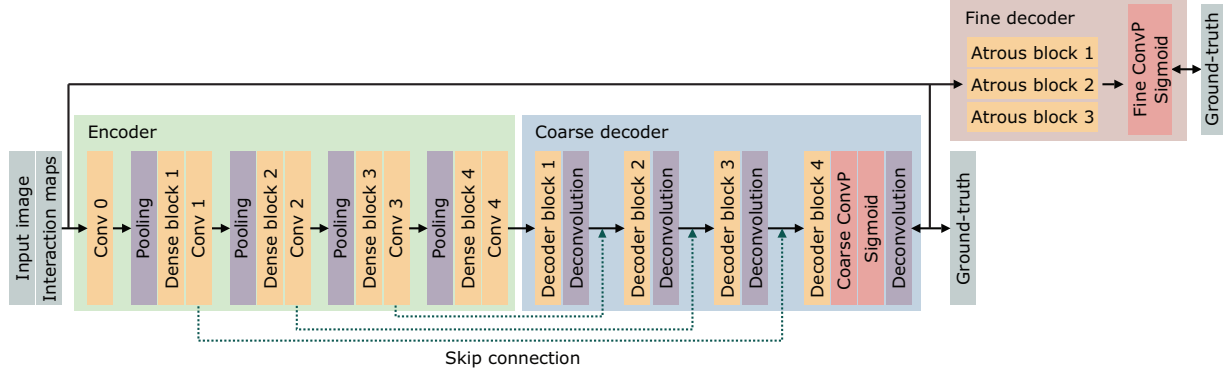 Fine decoder
Atrous block 1
Atrous block 2
Atrous block 3
Fine ConvP
Sigmoid
Ground-truth
Encoder
Coarse decoder
Input image
Interaction maps
Conv 0
Pooling
Dense block 1
Conv 1
Pooling
Dense block 2
Conv 2
Pooling
Dense block 3
Conv 3
Pooling
Dense block 4
Conv 4
Decoder block 1
Deconvolution
Decoder block 2
Deconvolution
Decoder block 3
Deconvolution
Decoder block 4
Coarse ConvP
Sigmoid
Deconvolution
Ground-truth
Skip connection